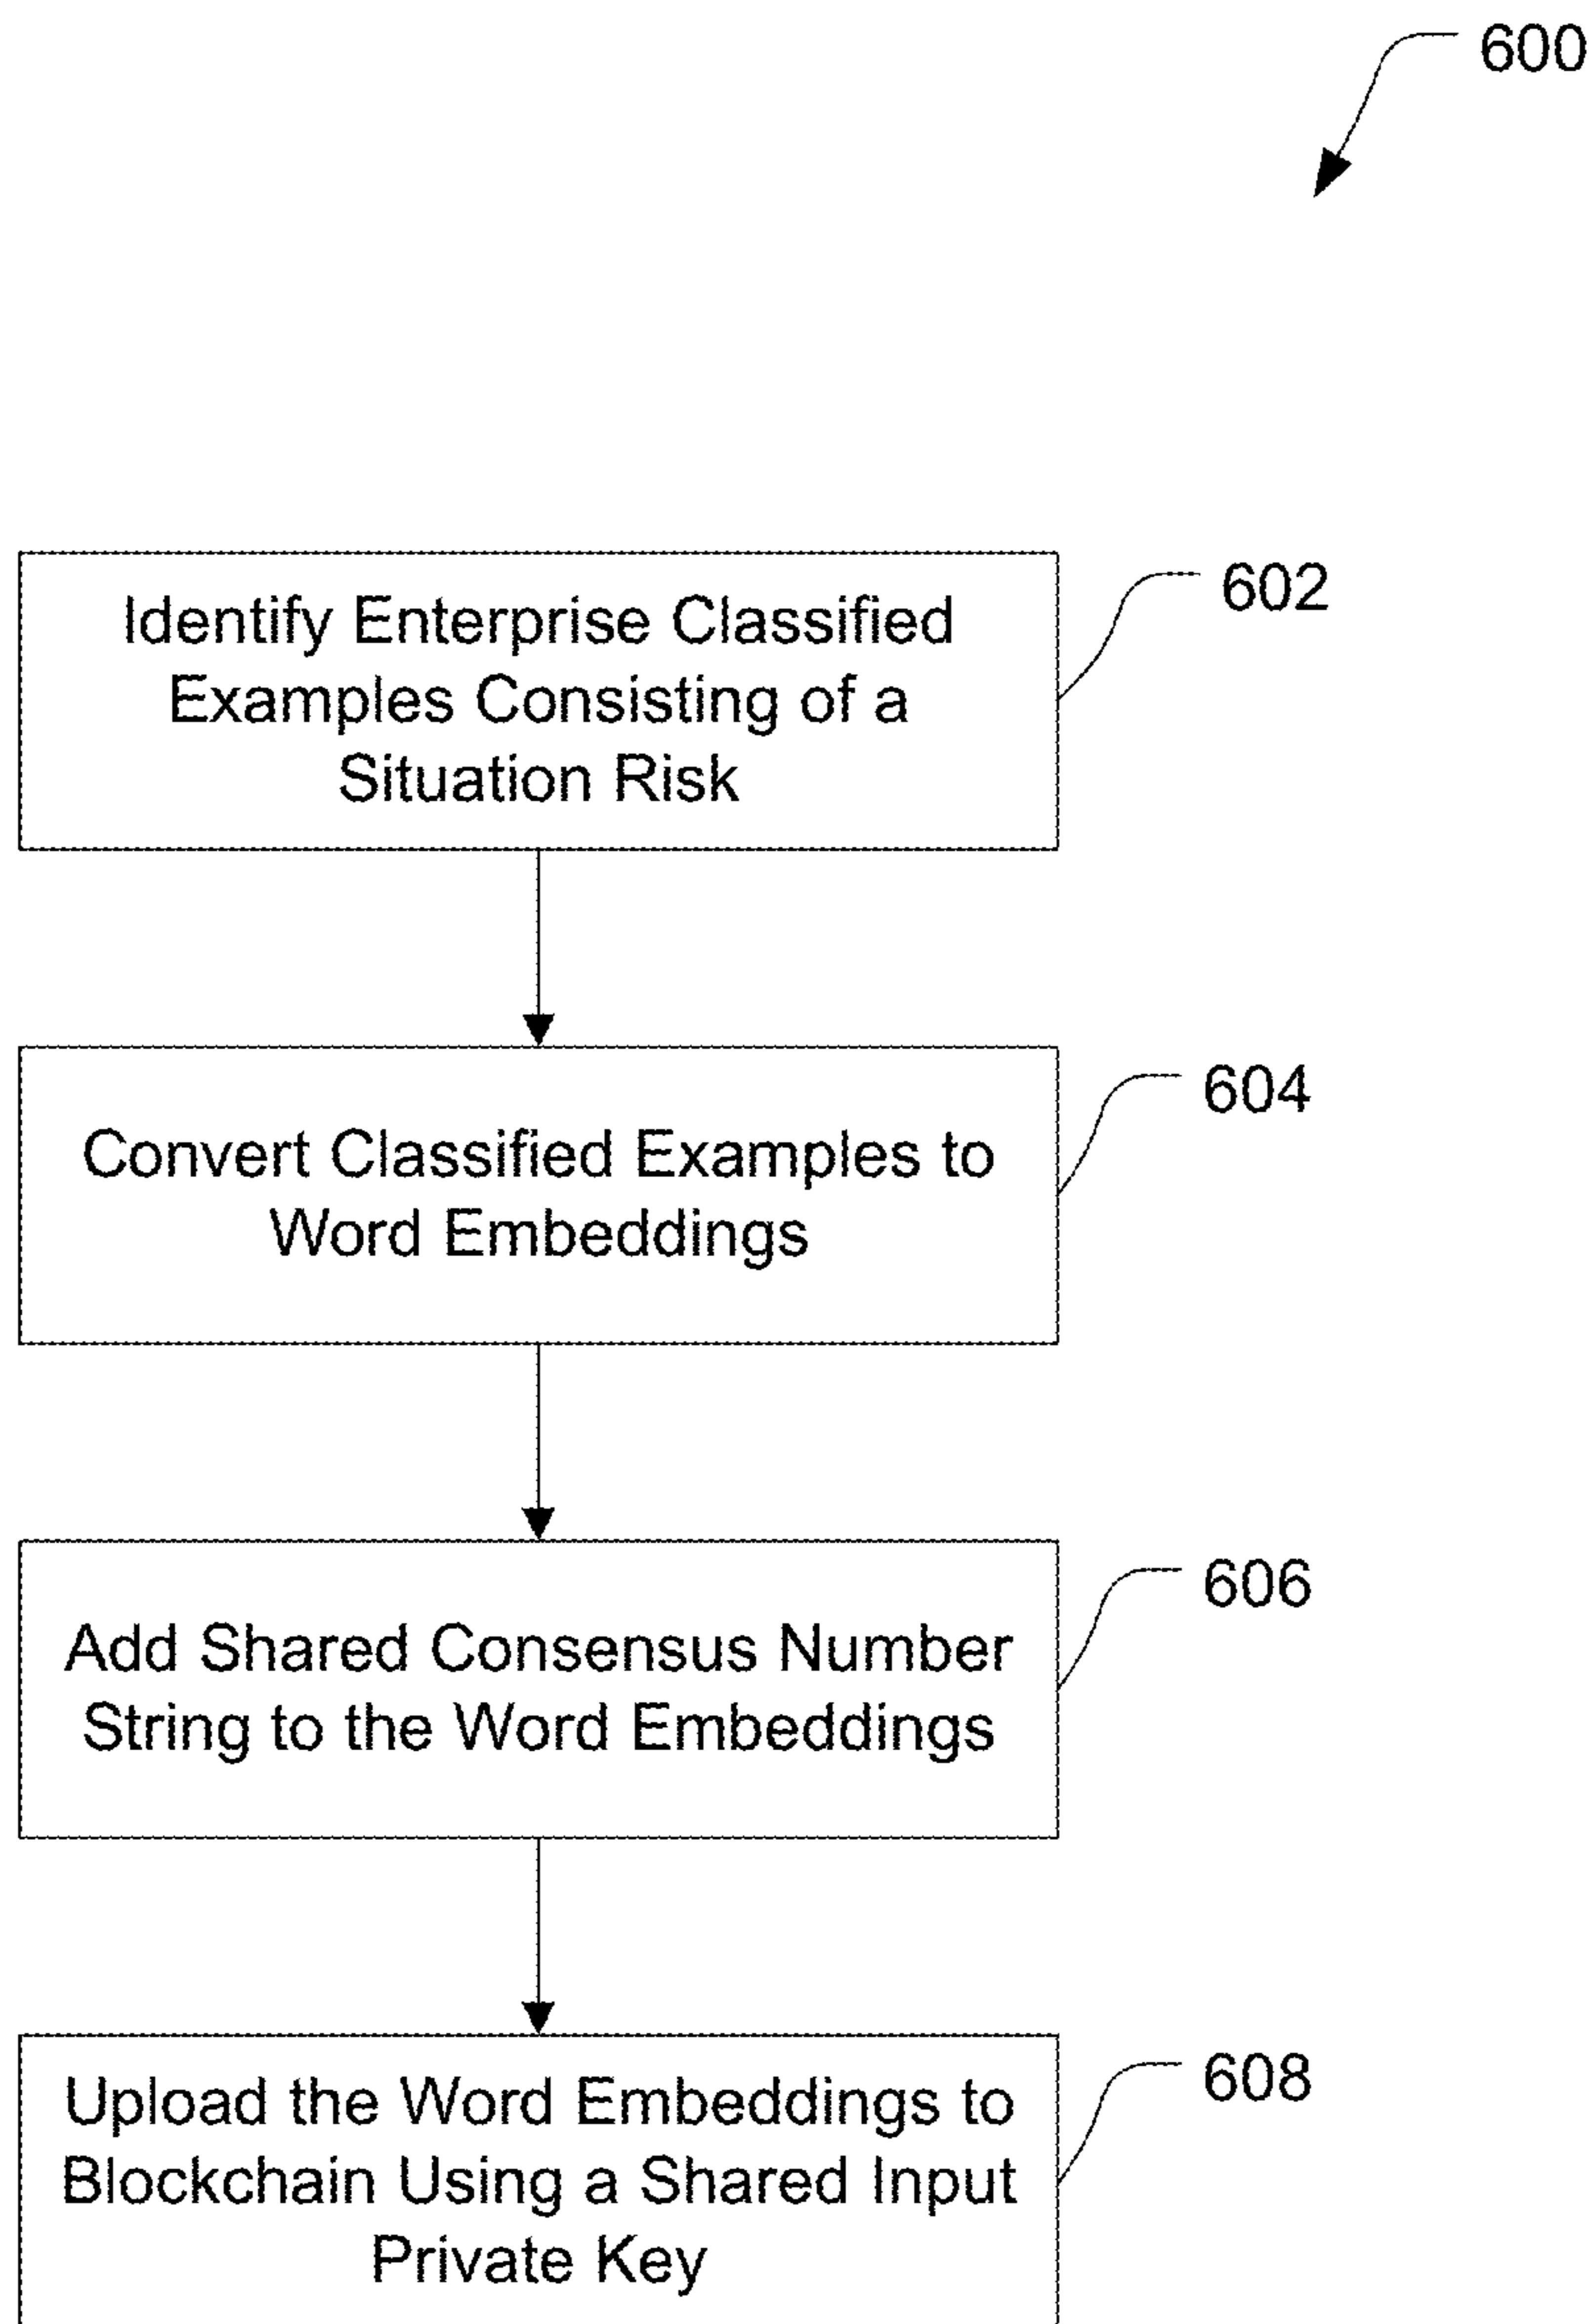 600
Identify Enterprise Classified
Examples Consisting of a
Situation Risk
602
Convert Classified Examples to
Word Embeddings
604
Add Shared Consensus Number
String to the Word Embeddings
606
Upload the Word Embeddings to
Blockchain Using a Shared Input
Private Key
608